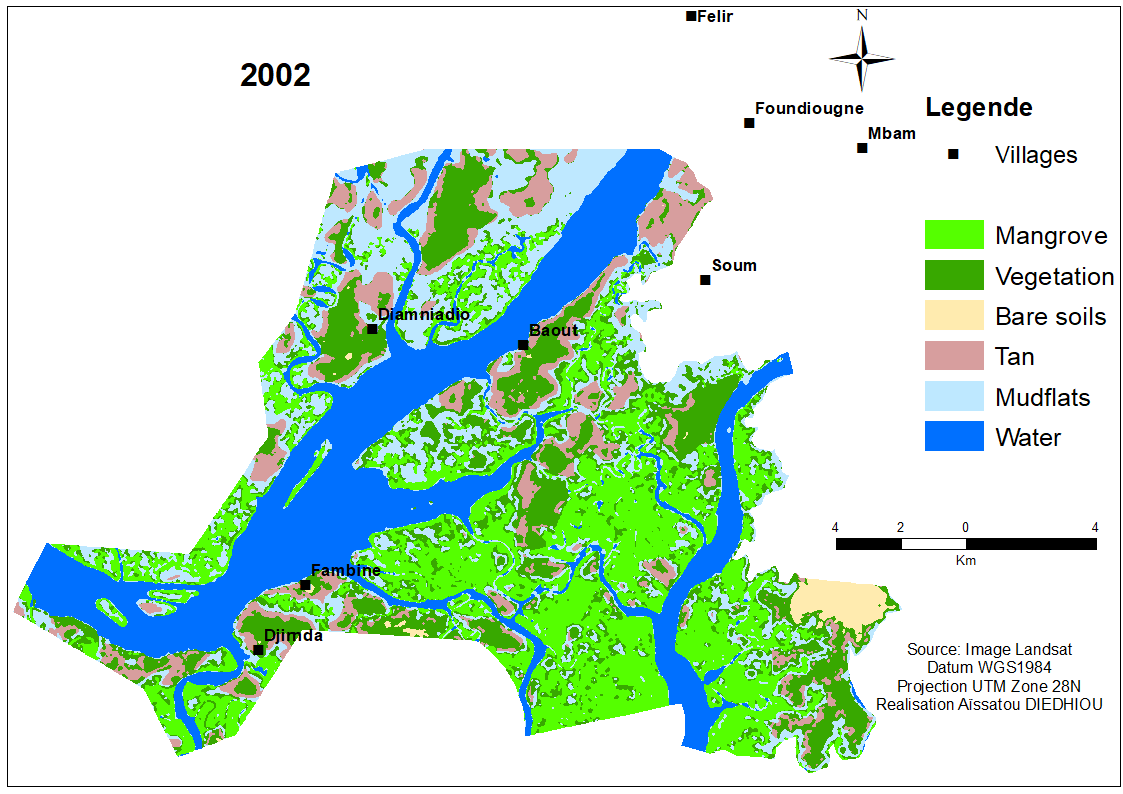 Felir
N
2002
Foundiougne
Mbam
Legende
Villages
Mangrove
Vegetation
Bare soils
Tan
Mudflats
Water
Soum
Diamniadio
Baout
4 2 0 4
Km
Fambine
Djirnda
Source: Image Landsat
Datum WGS1984
Projection UTM Zone 28N
Realisation Aïssatou DIEDHIOU